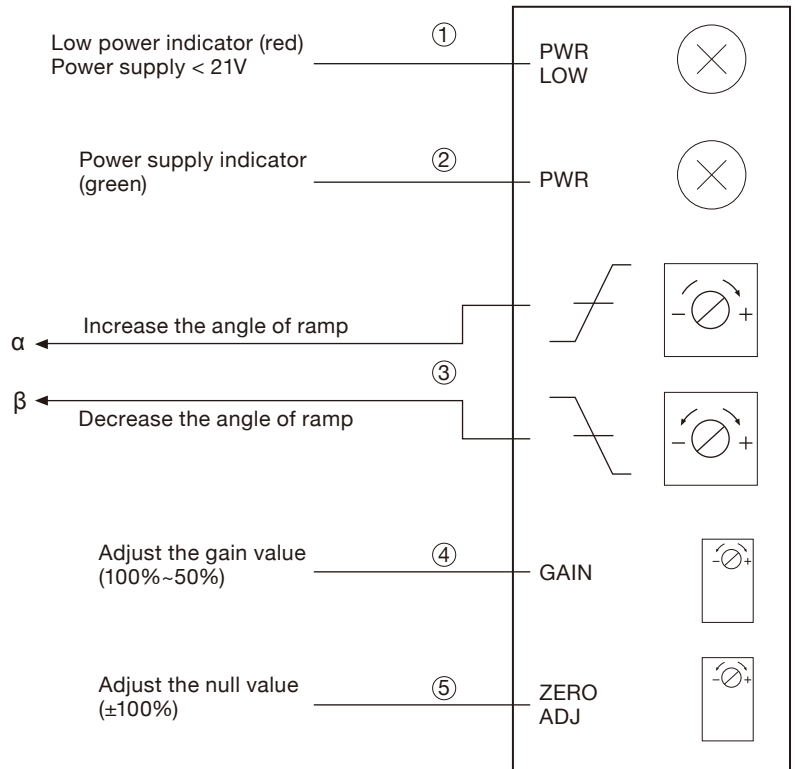 Low power indicator (red)
Power supply < 21V
①
PWR
LOW
Power supply indicator
(green)
②
PWR
Increase the angle of ramp
α
- +
③
β
Decrease the angle of ramp
- +
Adjust the gain value
(100%~50%)
④
GAIN
- +
Adjust the null value
(±100%)
⑤
ZERO
ADJ
- +